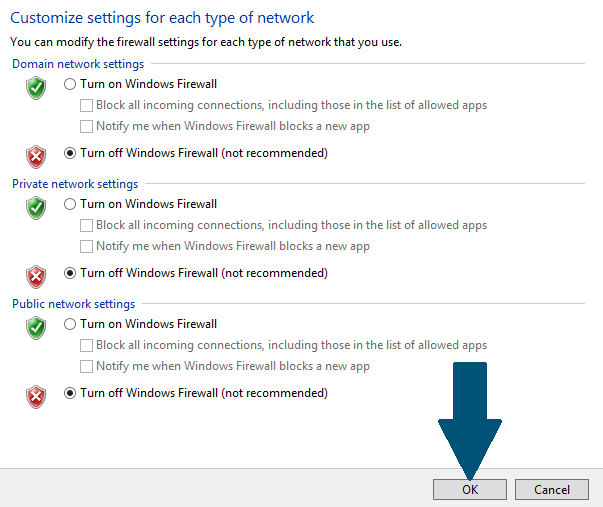 Customize settings for each type of network
You can modify the firewall settings for each type of network that you use.
Domain network settings
Turn on Windows Firewall
Block all incoming connections, including those in the list of allowed apps
Notify me when Windows Firewall blocks a new app
Turn off Windows Firewall (not recommended)
Private network settings
Turn on Windows Firewall
Block all incoming connections, including those in the list of allowed apps
Notify me when Windows Firewall blocks a new app
Turn off Windows Firewall (not recommended)
Public network settings
Turn on Windows Firewall
Block all incoming connections, including those in the list of allowed apps
Notify me when Windows Firewall blocks a new app
Turn off Windows Firewall (not recommended)
OK Cancel